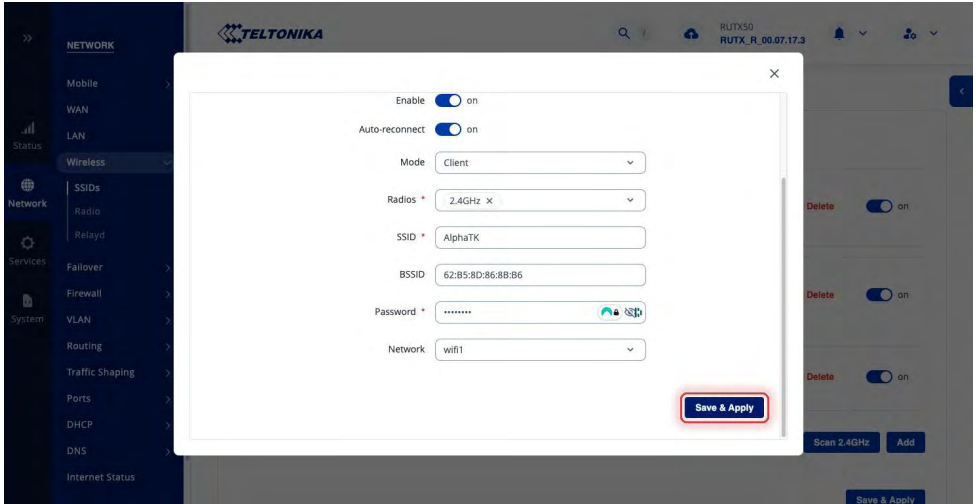 TELTONIKA
RUTX50
RUTX_R_00.07.17.3
NETWORK
Mobile
WAN
LAN
Wireless
SSIDs
Radio
Relayd
Failover
Firewall
VLAN
Routing
Traffic Shaping
Ports
DHCP
DNS
Internet Status
Status
Network
Services
System
Enable on
Auto-reconnect on
Mode Client
Radios * 2.4GHz ×
SSID * AlphaTK
BSSID 62:B5:8D:86:8B:B6
Password * ········
Network wifi1
Save & Apply
Delete on
Delete on
Delete on
Scan 2.4GHz Add
Save & Apply